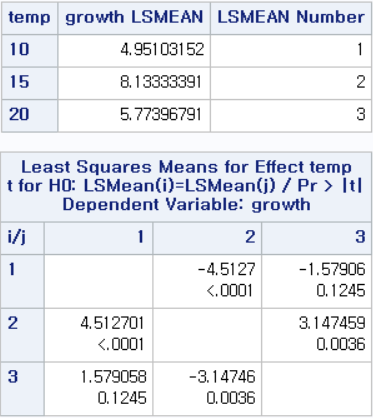 temp growth LSMEAN LSMEAN Number
10 4.95103152 1
15 8.13333391 2
20 5.77396791 3
Least Squares Means for Effect temp
t for H0: LSMean(i)=LSMean(j) / Pr > |t|
Dependent Variable: growth
i/j 1 2 3
1 -4.5127 -1.57906
<.0001 0.1245
2 4.512701 3.147459
<.0001 0.0036
3 1.579058 -3.14746
0.1245 0.0036